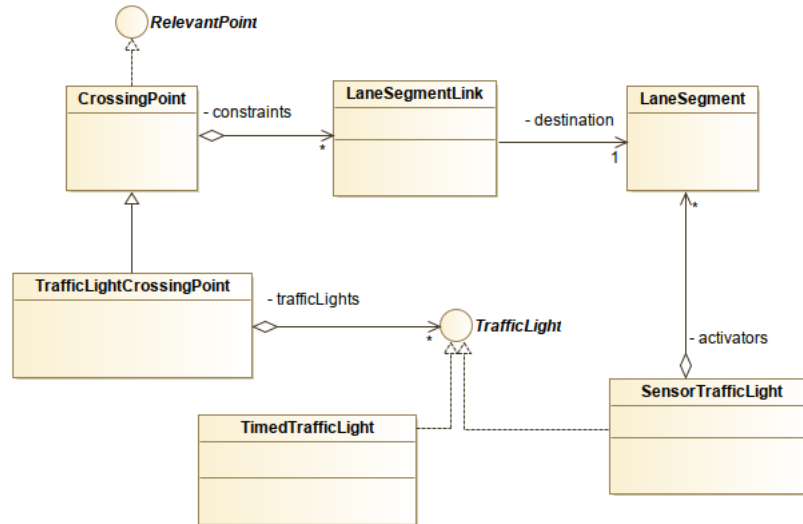 RelevantPoint
CrossingPoint
- constraints
*
LaneSegmentLink
- destination
1
LaneSegment
*
TrafficLightCrossingPoint
- trafficLights
*
TrafficLight
- activators
SensorTrafficLight
TimedTrafficLight